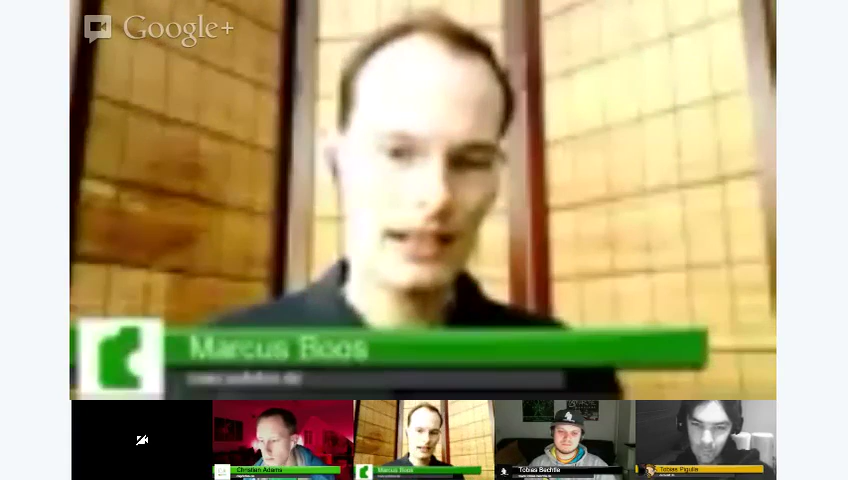 Google+
Marcus Boos
Christian Adams
Marcus Boos
Tobias Bechtle
Tobias Pigulla